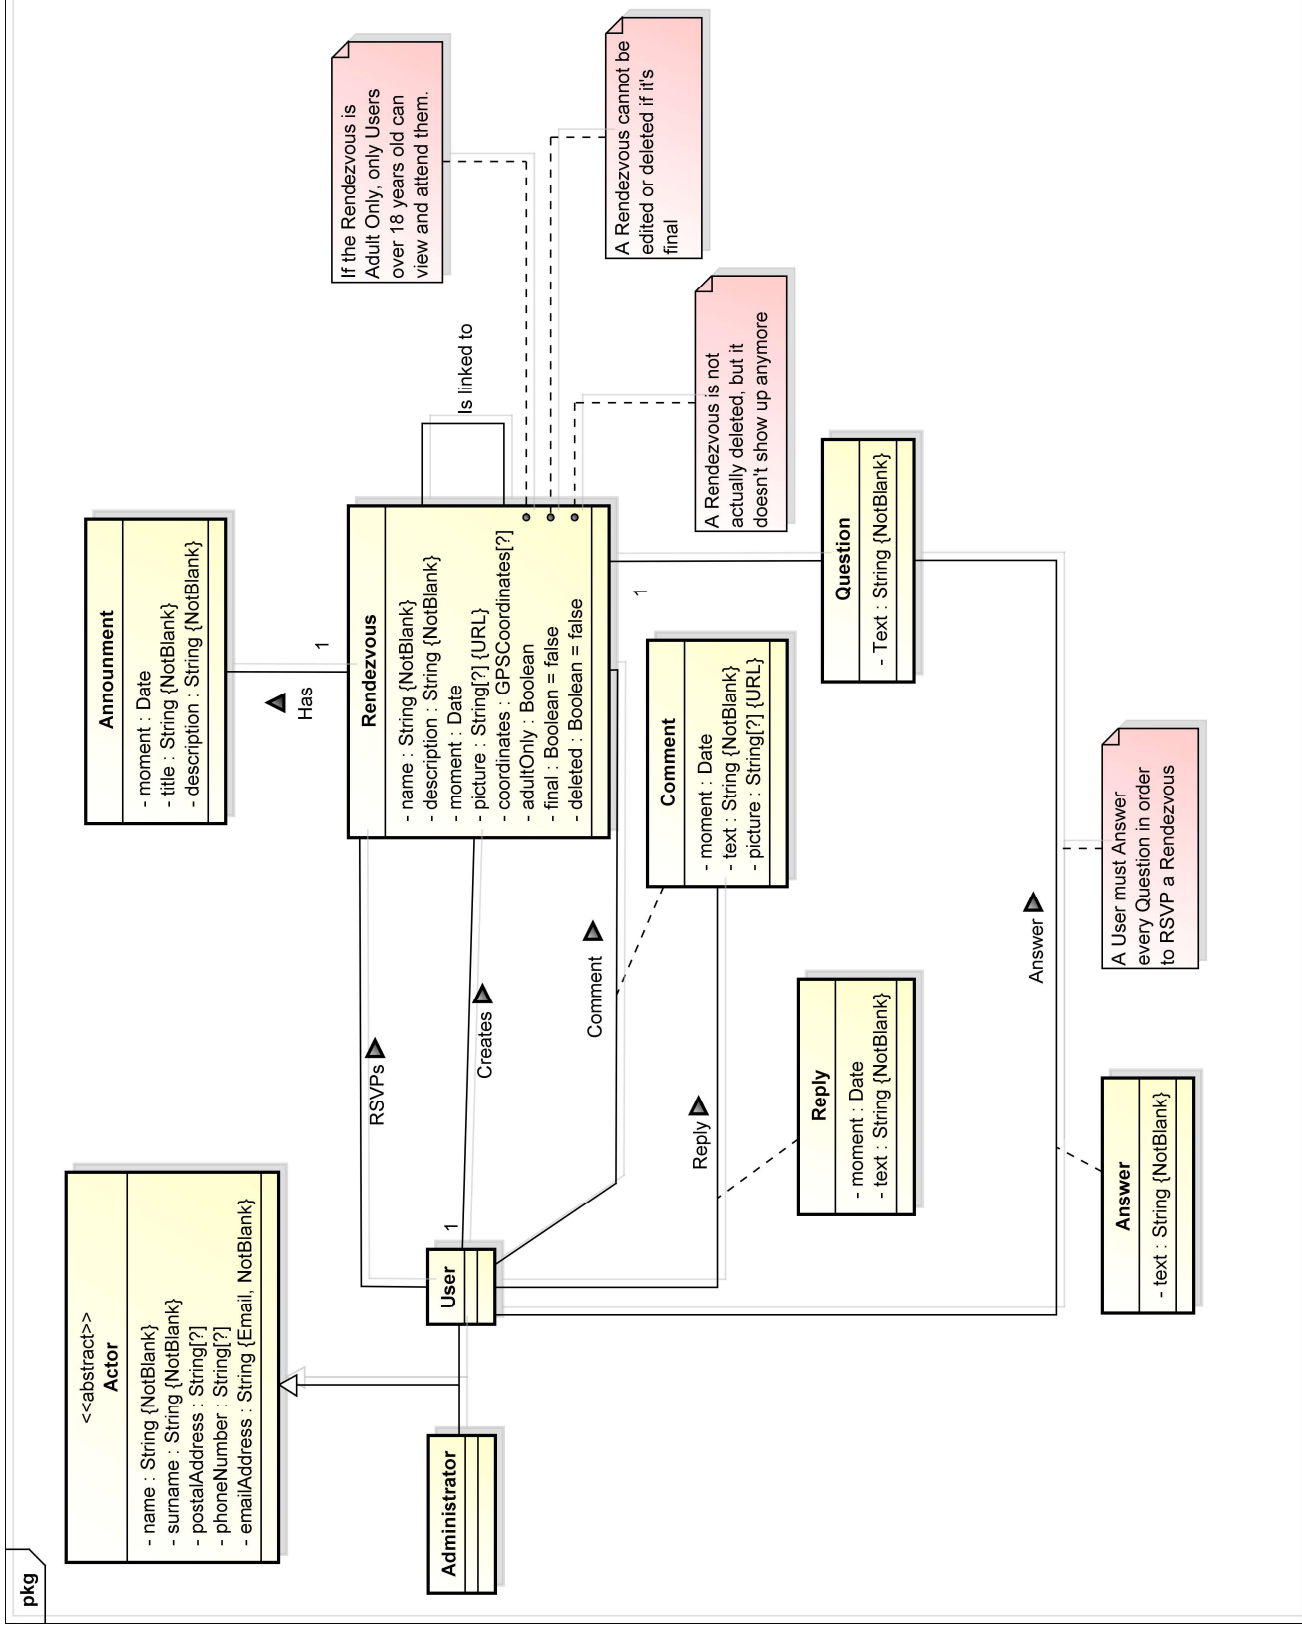 pkg
<<abstract>>
Actor
- name : String {NotBlank}
- surname : String {NotBlank}
- postalAddress : String[?]
- phoneNumber : String[?]
- emailAddress : String {Email, NotBlank}
Announment
- moment : Date
- title : String {NotBlank}
- description : String {NotBlank}
Has
1
If the Rendezvous is
Adult Only, only Users
over 18 years old can
view and attend them.
Administrator
User
1
RSVPs
Creates
Comment
Reply
Rendezvous
- name : String {NotBlank}
- description : String {NotBlank}
- moment : Date
- picture : String[?] {URL}
- coordinates : GPSCoordinates[?]
- adultOnly : Boolean
- final : Boolean = false
- deleted : Boolean = false
Is linked to
A Rendezvous cannot be
edited or deleted if it's
final
A Rendezvous is not
actually deleted, but it
doesn't show up anymore
1
Comment
- moment : Date
- text : String {NotBlank}
- picture : String[?] {URL}
Reply
- moment : Date
- text : String {NotBlank}
Question
- Text : String {NotBlank}
Answer
Answer
- text : String {NotBlank}
A User must Answer
every Question in order
to RSVP a Rendezvous